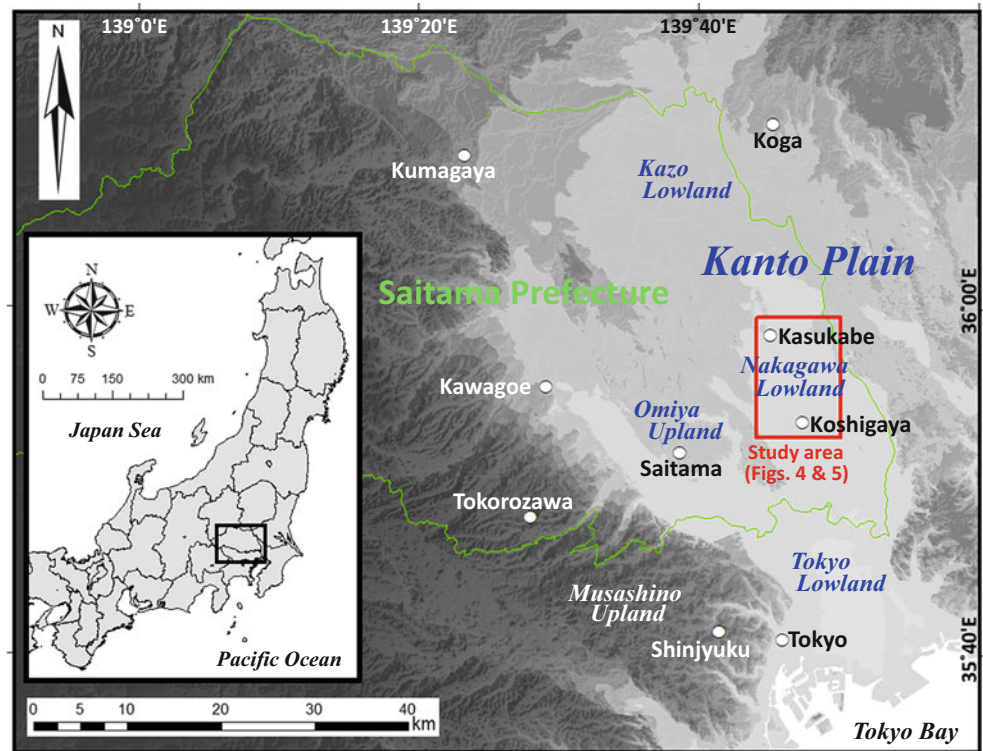 139°0'E
139°20'E
139°40'E
N
Koga
Kumagaya
Kazo
Lowland
Kanto Plain
Saitama Prefecture
36°00'E
Kasukabe
Nakagawa
Lowland
Kawagoe
Omiya
Upland
Koshigaya
Saitama
Study area
(Figs. 4 & 5)
Tokorozawa
Tokyo
Lowland
Musashino
Upland
Shinjyuku
Tokyo
35°40'E
Tokyo Bay
N
W
E
S
0 75 150 300 km
Japan Sea
Pacific Ocean
0 5 10 20 30 40
km